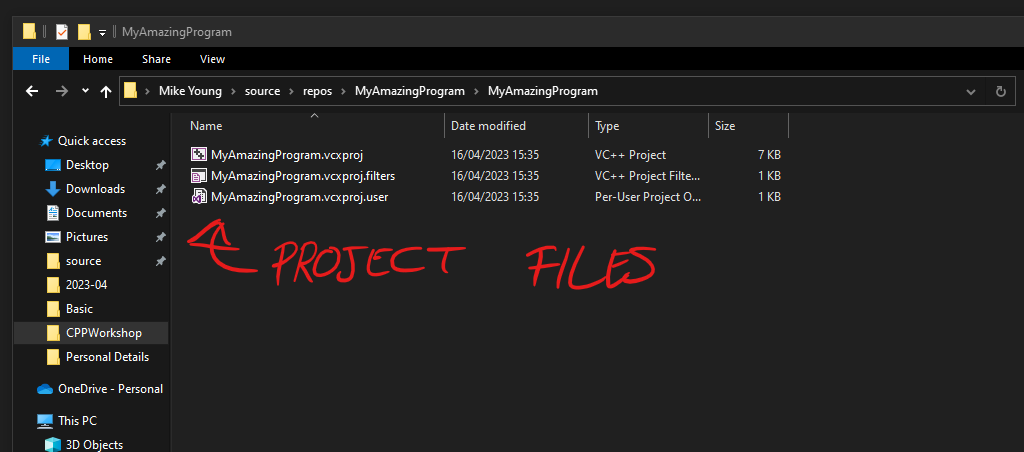 MyAmazingProgram
File Home Share View
Mike Young source repos MyAmazingProgram MyAmazingProgram
Name Date modified Type Size
Quick access
Desktop
Downloads
Documents
Pictures
source
2023-04
Basic
CPPWorkshop
Personal Details
OneDrive - Personal
This PC
3D Objects
MyAmazingProgram.vcxproj 16/04/2023 15:35 VC++ Project 7 KB
MyAmazingProgram.vcxproj.filters 16/04/2023 15:35 VC++ Project Filte... 1 KB
MyAmazingProgram.vcxproj.user 16/04/2023 15:35 Per-User Project O... 1 KB
PROJECT FILES